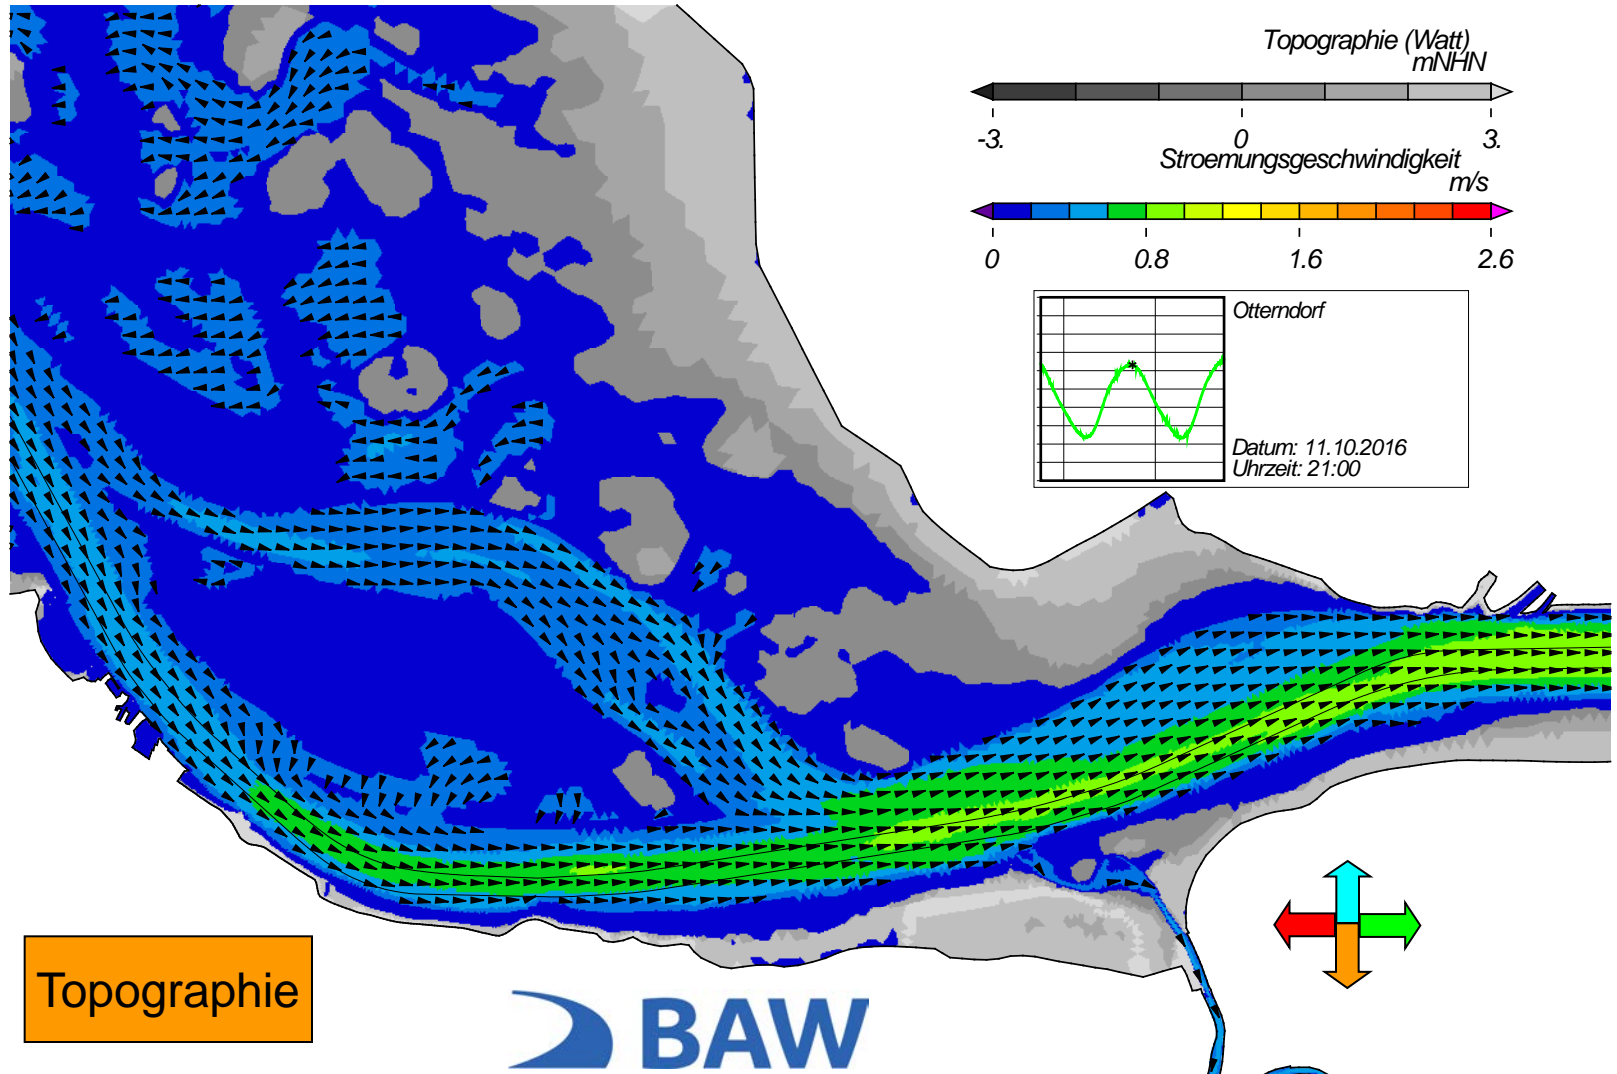 Topographie (Watt)
mNHN
-3.
0
3.
Stroemungsgeschwindigkeit
m/s
0
0.8
1.6
2.6
Otterndorf
Datum: 11.10.2016
Uhrzeit: 21:00
Topographie
BAW